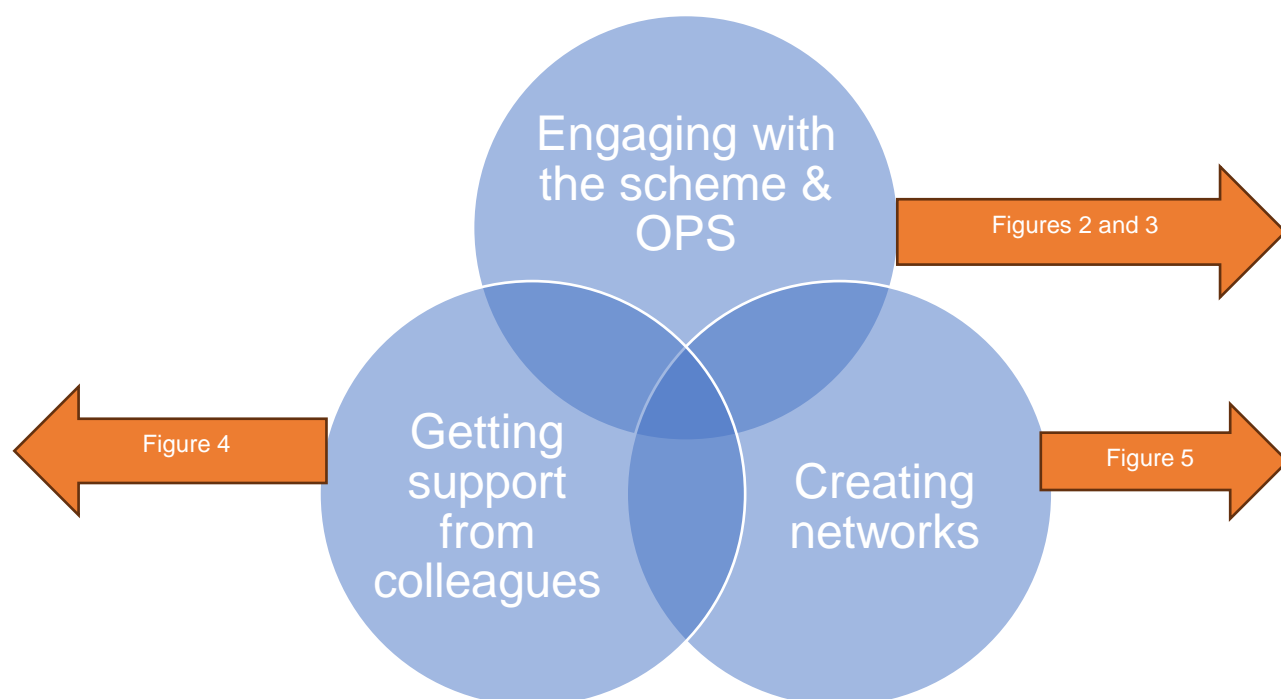 Engaging with
the scheme &
OPS
Figures 2 and 3
Figure 4
Getting
support
from
colleagues
Creating
networks
Figure 5